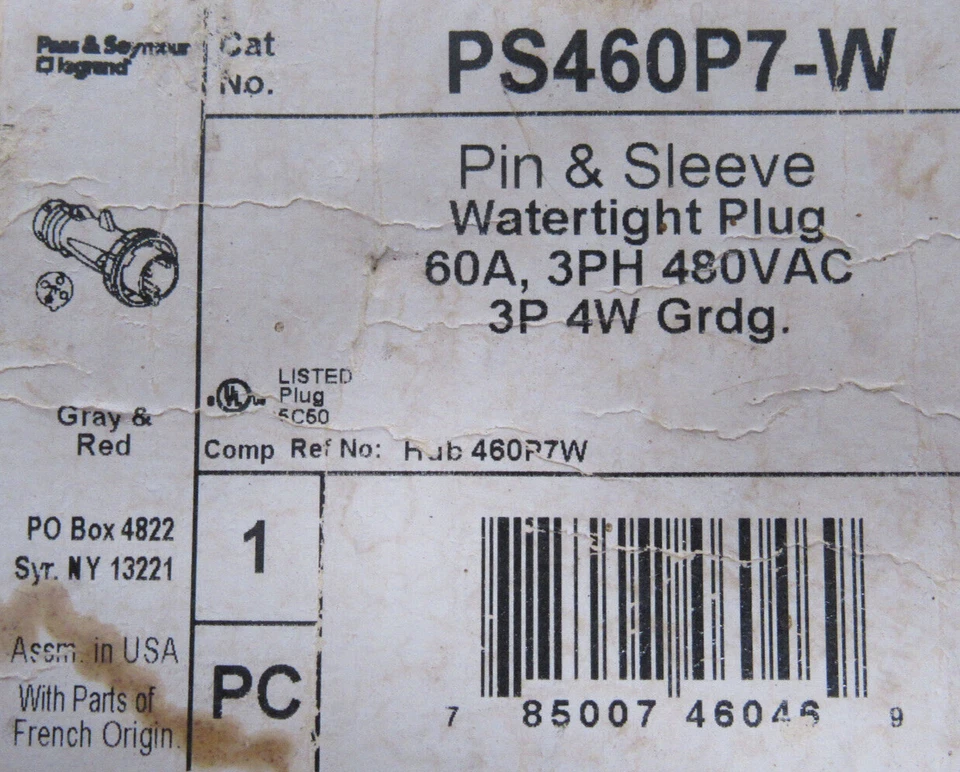 Pass & Seymour
legrand
Cat
No.
PS460P7-W
Pin & Sleeve
Watertight Plug
60A, 3PH 480VAC
3P 4W Grdg.
UL
LISTED
Plug
5C50
Gray &
Red
Comp Ref No: Hub 460P7W
PO Box 4822
Syr. NY 13221
1
Assm. in USA
With Parts of
French Origin.
PC
7 85007 46046 9